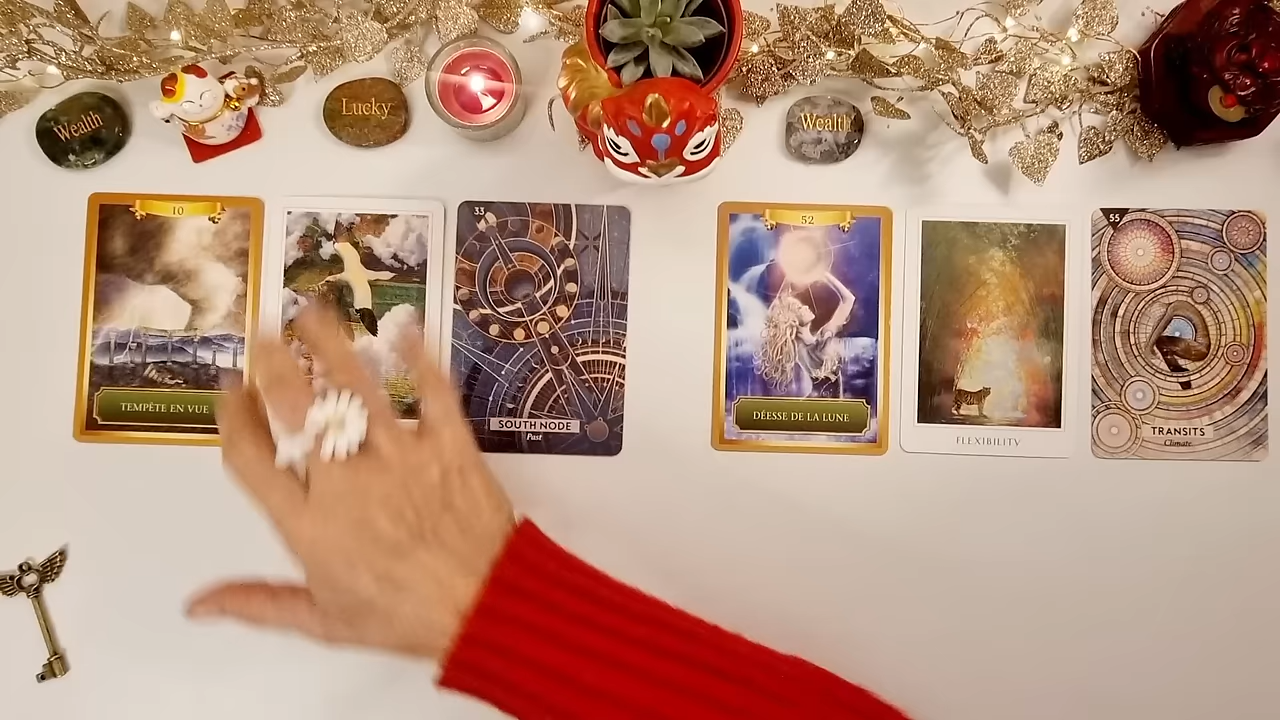 Wealth
Lucky
Wealth
10
TEMPÊTE EN VUE
33
SOUTH NODE
Past
52
DÉESSE DE LA LUNE
FLEXIBILITY
55
TRANSITS
Climate